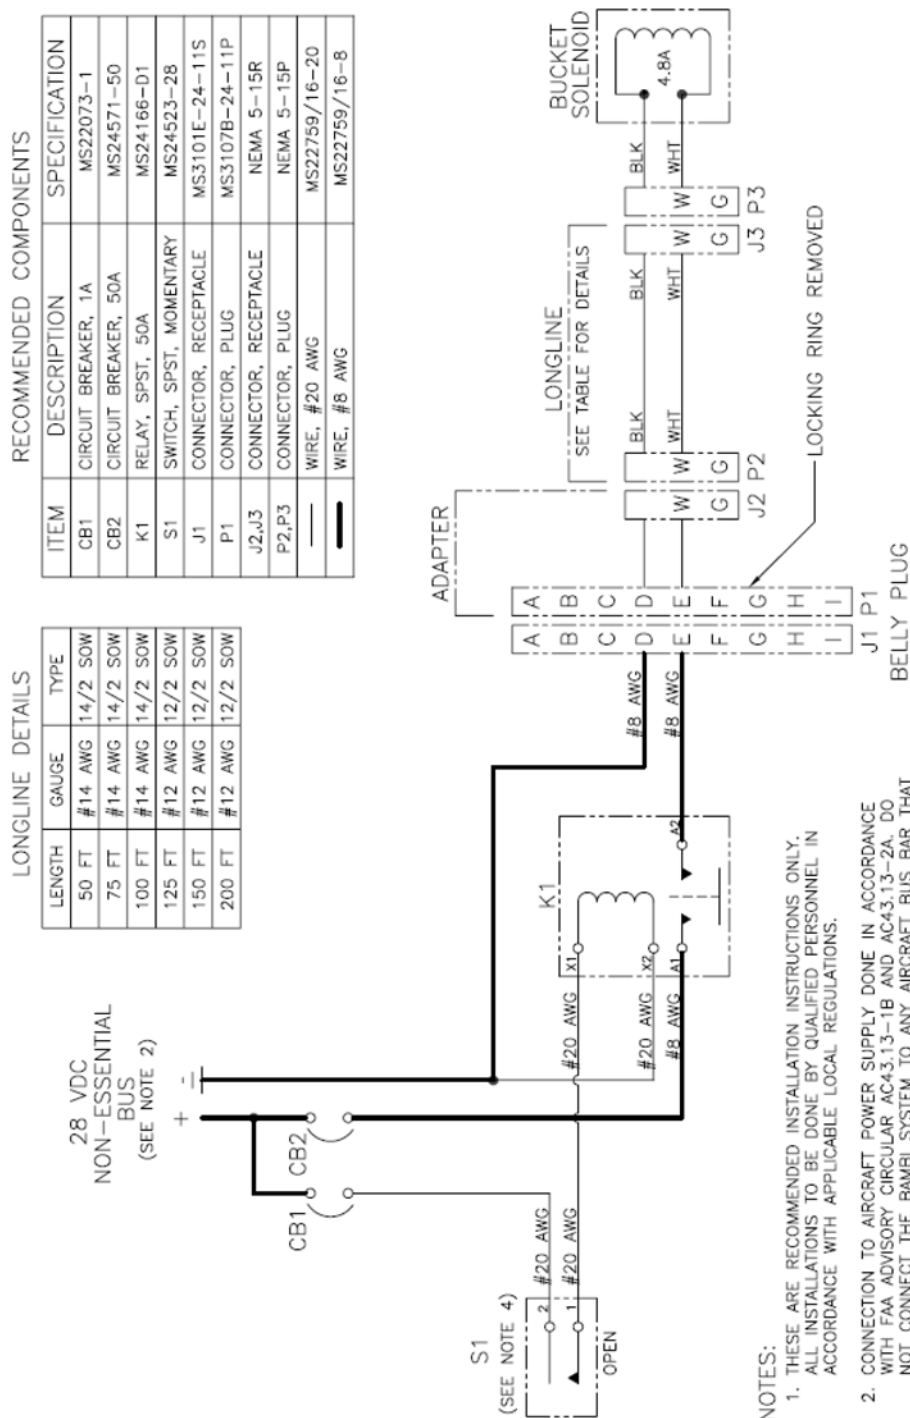 RECOMMENDED COMPONENTS
ITEM DESCRIPTION SPECIFICATION
CB1 CIRCUIT BREAKER, 1A MS22073-1
CB2 CIRCUIT BREAKER, 50A MS24571-50
K1 RELAY, SPST, 50A MS24166-D1
S1 SWITCH, SPST, MOMENTARY MS24523-28
J1 CONNECTOR, RECEPTACLE MS3101E-24-11S
P1 CONNECTOR, PLUG MS3107B-24-11P
J2,J3 CONNECTOR, RECEPTACLE NEMA 5-15R
P2,P3 CONNECTOR, PLUG NEMA 5-15P
WIRE, #20 AWG MS22759/16-20
WIRE, #8 AWG MS22759/16-8
LONGLINE DETAILS
LENGTH GAUGE TYPE
50 FT #14 AWG 14/2 SOW
75 FT #14 AWG 14/2 SOW
100 FT #14 AWG 14/2 SOW
125 FT #12 AWG 12/2 SOW
150 FT #12 AWG 12/2 SOW
200 FT #12 AWG 12/2 SOW
28 VDC
NON-ESSENTIAL
BUS
(SEE NOTE 2)
+ -
CB1
CB2
S1
(SEE NOTE 4)
2
1
OPEN
#20 AWG
#20 AWG
K1
X1
X2
A1
A2
#20 AWG
#20 AWG
#8 AWG
#8 AWG
#8 AWG
ADAPTER
A A
B B
C C
D D
E E
F F
G G
H H
I I
J1 P1
BELLY PLUG
LOCKING RING REMOVED
W W
G G
J2 P2
LONGLINE
SEE TABLE FOR DETAILS
BLK
WHT
BLK
WHT
W W
G G
J3 P3
BLK
WHT
BUCKET
SOLENOID
4.8A
NOTES:
1. THESE ARE RECOMMENDED INSTALLATION INSTRUCTIONS ONLY.
ALL INSTALLATIONS TO BE DONE BY QUALIFIED PERSONNEL IN
ACCORDANCE WITH APPLICABLE LOCAL REGULATIONS.
2. CONNECTION TO AIRCRAFT POWER SUPPLY DONE IN ACCORDANCE
WITH FAA ADVISORY CIRCULAR AC43.13-1B AND AC43.13-2A. DO
NOT CONNECT THE BAMBI SYSTEM TO ANY AIRCRAFT BUS BAR THAT